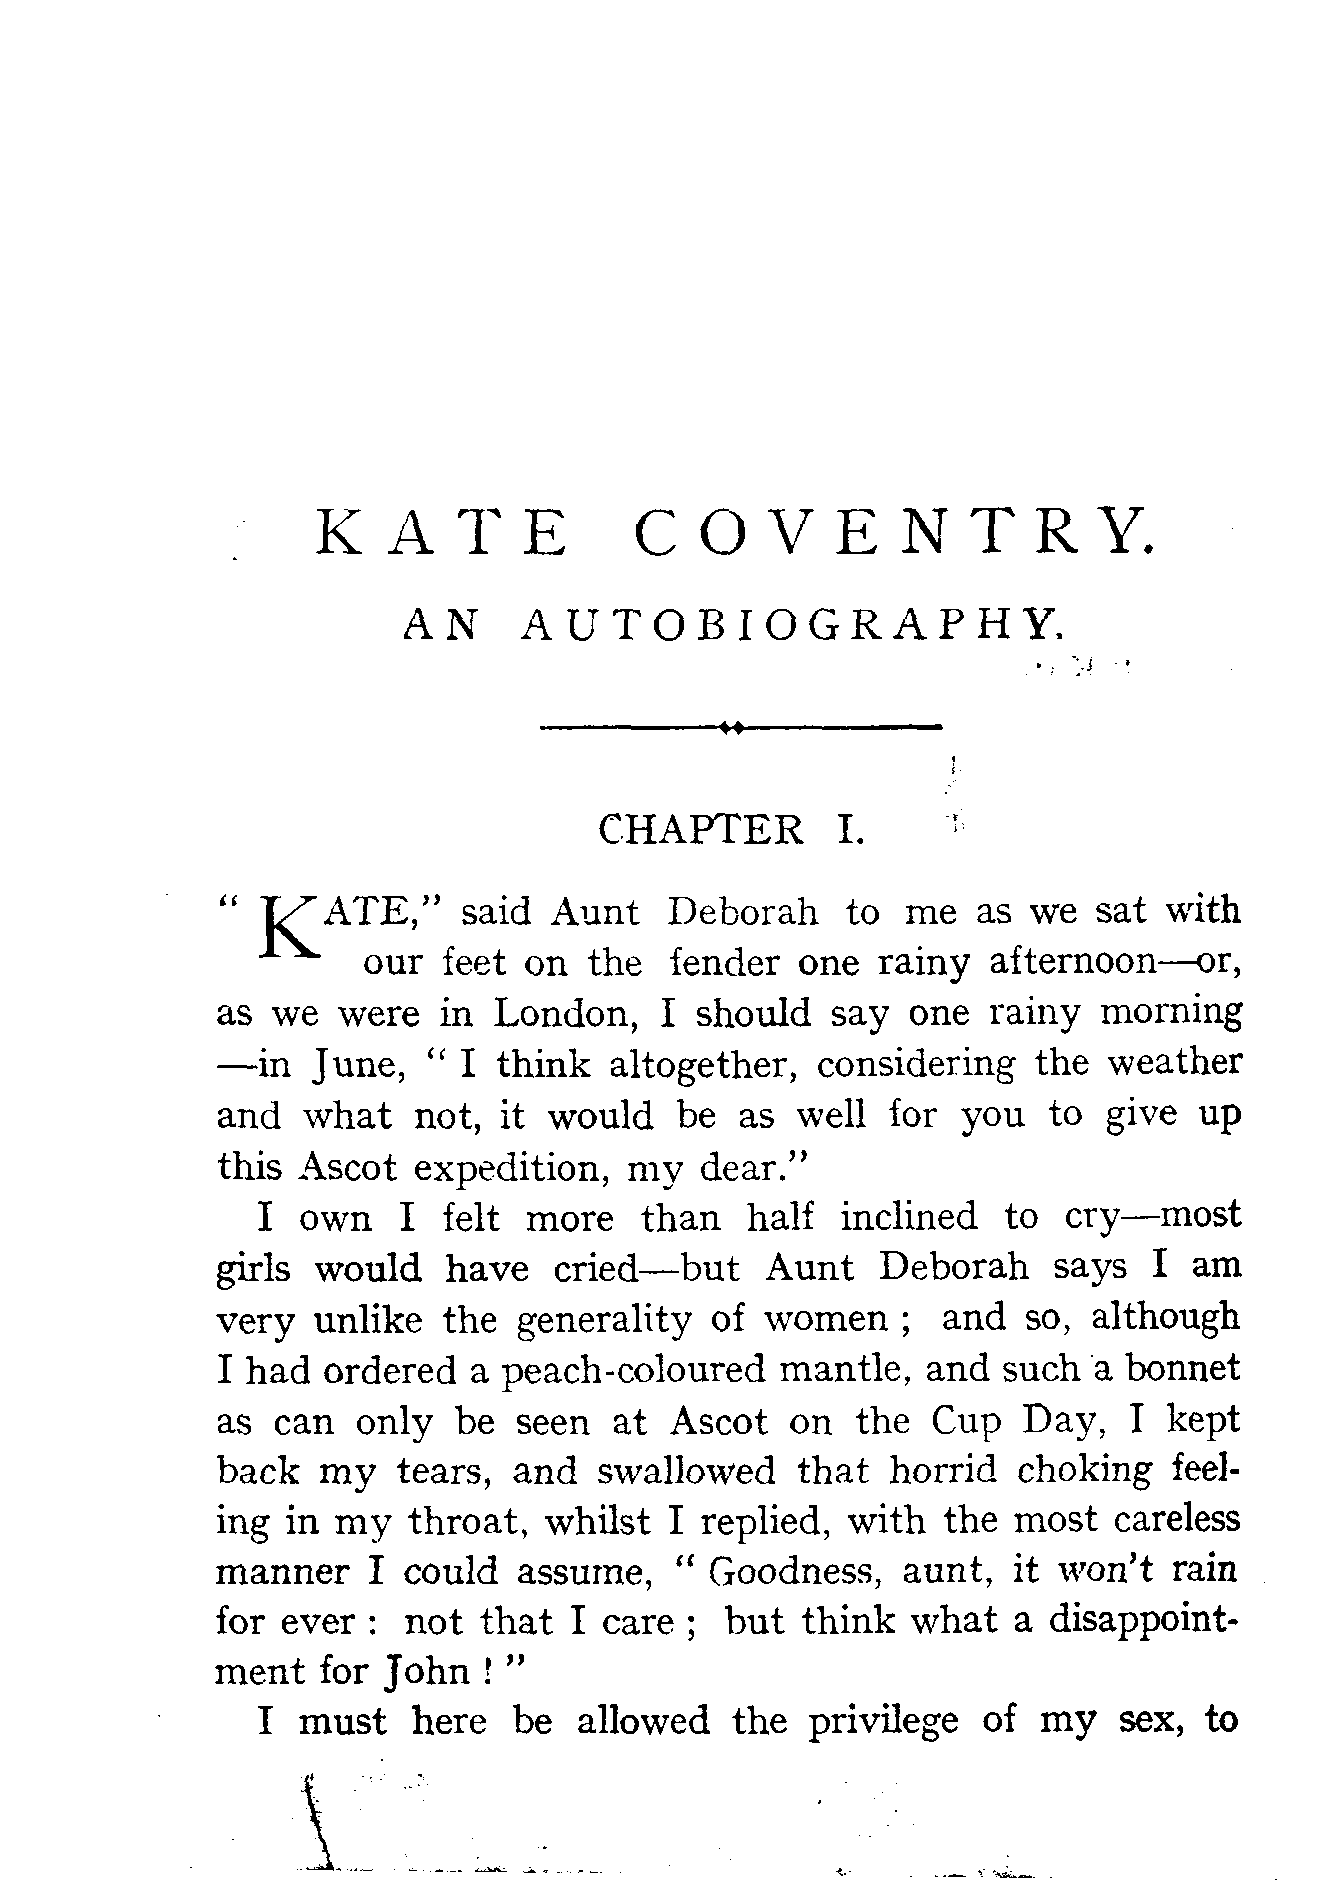 KATE COVENTRY.
AN AUTOBIOGRAPHY.
CHAPTER I.
“ KATE,” said Aunt Deborah to me as we sat with
our feet on the fender one rainy afternoon—or,
as we were in London, I should say one rainy morning
—in June, “ I think altogether, considering the weather
and what not, it would be as well for you to give up
this Ascot expedition, my dear.”
I own I felt more than half inclined to cry—most
girls would have cried—but Aunt Deborah says I am
very unlike the generality of women ; and so, although
I had ordered a peach-coloured mantle, and such a bonnet
as can only be seen at Ascot on the Cup Day, I kept
back my tears, and swallowed that horrid choking feel-
ing in my throat, whilst I replied, with the most careless
manner I could assume, “ Goodness, aunt, it won’t rain
for ever : not that I care ; but think what a disappoint-
ment for John ! ”
I must here be allowed the privilege of my sex, to